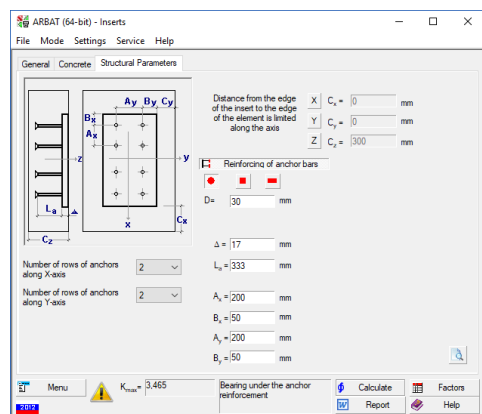 ARBAT (64-bit) - Inserts
File Mode Settings Service Help
General Concrete Structural Parameters
Ay By Cy
Bx
Ax
z
y
x
La Δ
Cx
Cz
Distance from the edge
of the insert to the edge
of the element is limited
along the axis
X Cx = 0 mm
Y Cy = 0 mm
Z Cz = 300 mm
Reinforcing of anchor bars
D= 30 mm
Δ = 17 mm
La = 333 mm
Ax = 200 mm
Bx = 50 mm
Ay = 200 mm
By = 50 mm
Number of rows of anchors
along X-axis
2
Number of rows of anchors
along Y-axis
2
Menu
2012
Kmax= 3,465
Bearing under the anchor
reinforcement
Calculate
Factors
W Report
Help